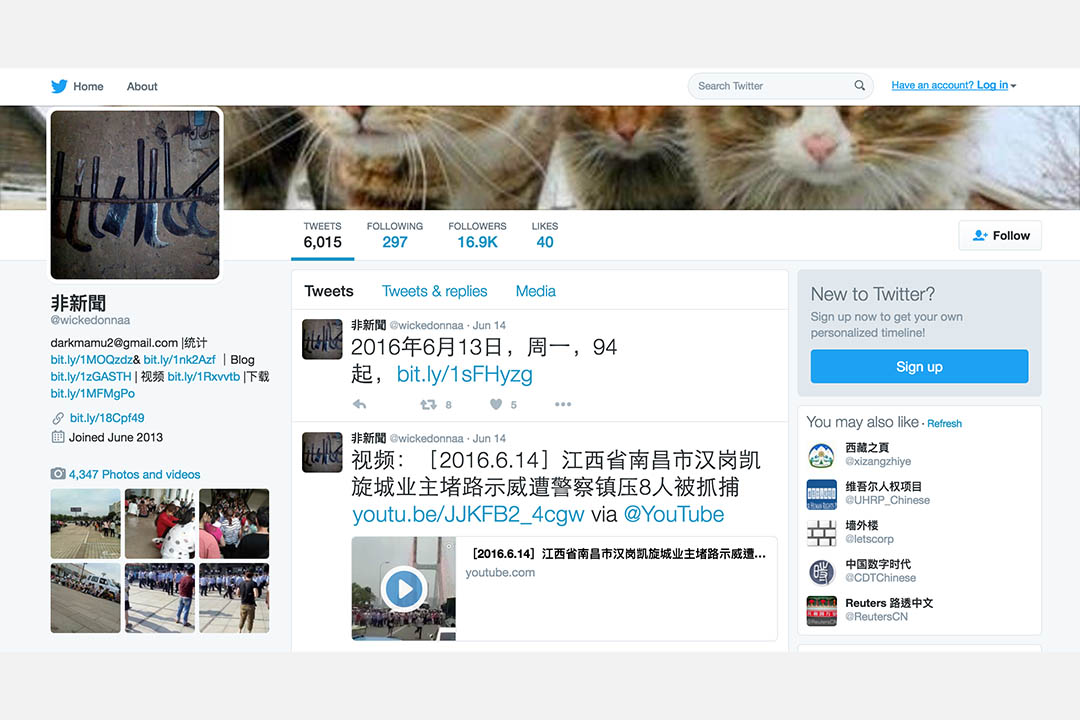 Home
About
Search Twitter
Have an account? Log in
TWEETS
6,015
FOLLOWING
297
FOLLOWERS
16.9K
LIKES
40
Follow
非新聞
@wickedonnaa
darkmamu2@gmail.com |统计
bit.ly/1MOQzdz& bit.ly/1nk2Azf ｜Blog
bit.ly/1zGASTH | 视频 bit.ly/1Rxvvtb |下载
bit.ly/1MFMgPo
bit.ly/18Cpf49
Joined June 2013
4,347 Photos and videos
Tweets
Tweets & replies
Media
非新聞 @wickedonnaa · Jun 14
2016年6月13日，周一，94
起，bit.ly/1sFHyzg
8
5
非新聞 @wickedonnaa · Jun 14
视频：［2016.6.14］江西省南昌市汉岗凯
旋城业主堵路示威遭警察镇压8人被抓捕
youtu.be/JJKFB2_4cgw via @YouTube
［2016.6.14］江西省南昌市汉岗凯旋城业主堵路示威遭...
youtube.com
New to Twitter?
Sign up now to get your own
personalized timeline!
Sign up
You may also like · Refresh
西藏之頁
@xizangzhiye
维吾尔人权项目
@UHRP_Chinese
墙外楼
@letscorp
中国数字时代
@CDTChinese
Reuters 路透中文
@ReutersCN